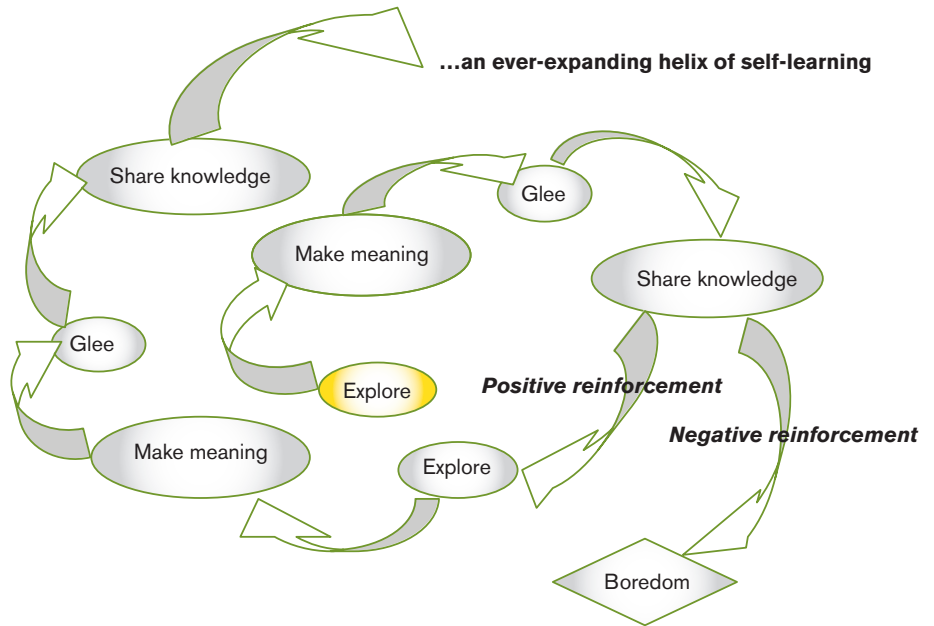 ...an ever-expanding helix of self-learning
Share knowledge
Glee
Make meaning
Share knowledge
Glee
Explore
Positive reinforcement
Negative reinforcement
Make meaning
Explore
Boredom